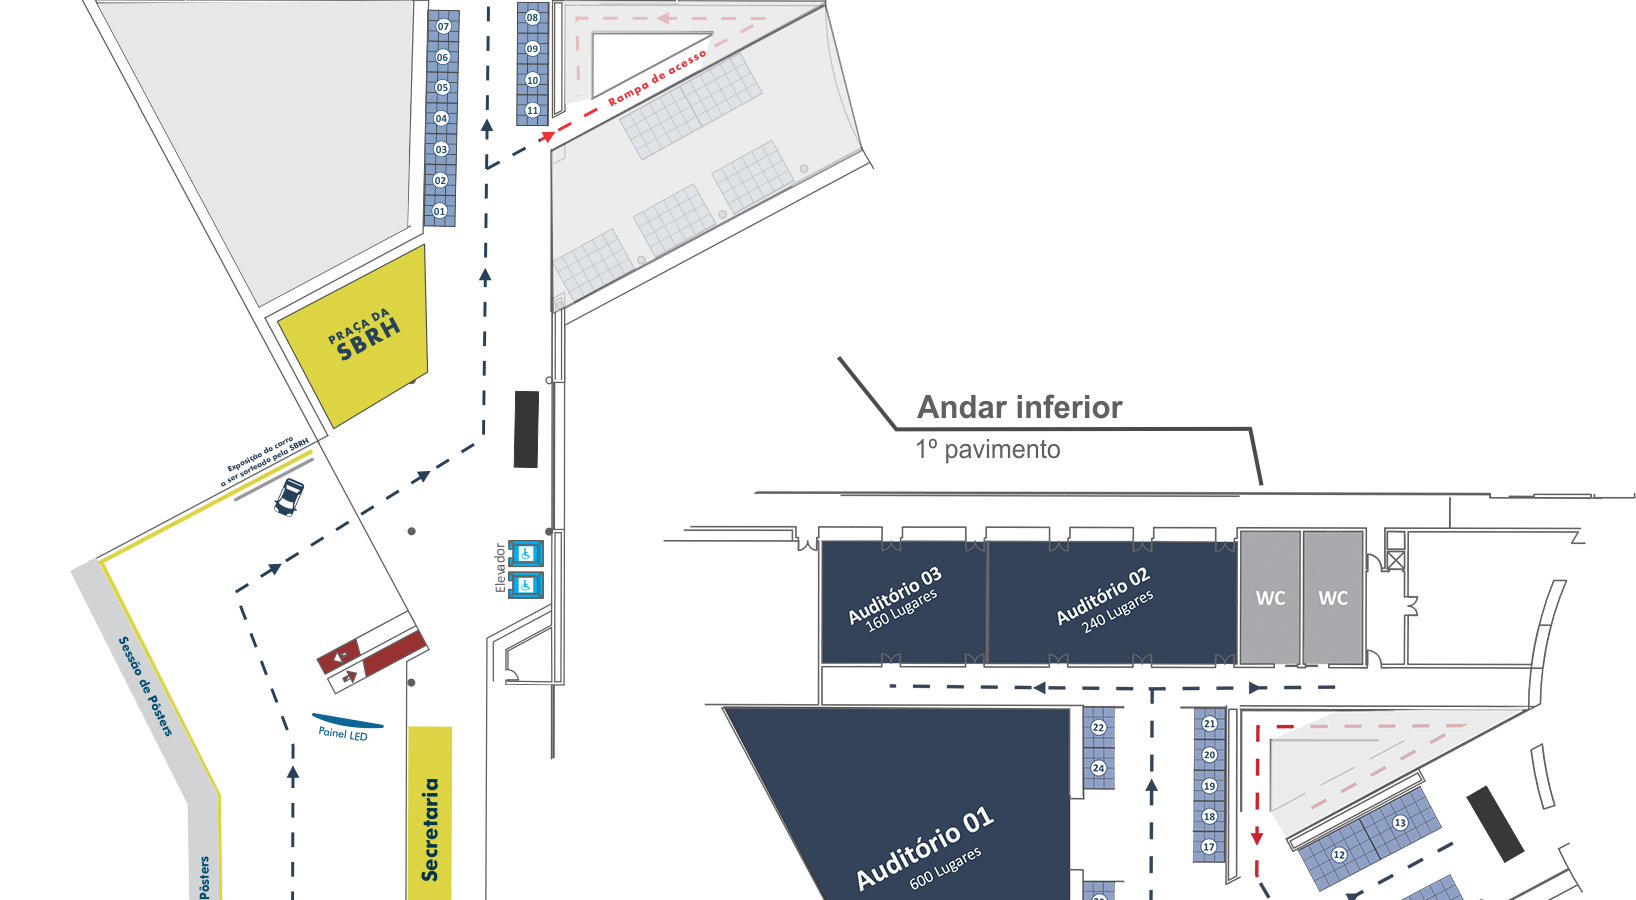 07
06
05
04
03
02
01
08
09
10
11
Rampa de acesso
PRAÇA DA
SBRH
Exposição do carro
a ser sorteado pela SBRH
Elevador
Sessão de Pôsters
Painel LED
Secretaria
Pôsters
Andar inferior
1º pavimento
Auditório 03
160 Lugares
Auditório 02
240 Lugares
WC
WC
22
24
21
20
19
18
17
Auditório 01
600 Lugares
13
12